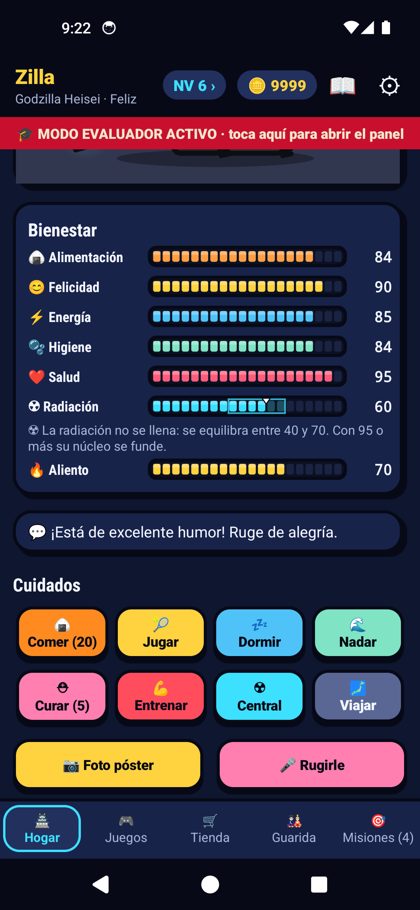 9:22
Zilla
Godzilla Heisei · Feliz
NV 6 ›
🪙 9999
🎓 MODO EVALUADOR ACTIVO · toca aquí para abrir el panel
Bienestar
🍙 Alimentación 84
😊 Felicidad 90
⚡ Energía 85
🫧 Higiene 84
❤️ Salud 95
☢ Radiación 60
☢ La radiación no se llena: se equilibra entre 40 y 70. Con 95 o
más su núcleo se funde.
🔥 Aliento 70
💬 ¡Está de excelente humor! Ruge de alegría.
Cuidados
Comer (20)
Jugar
Dormir
Nadar
Curar (5)
Entrenar
Central
Viajar
📷 Foto póster
🎤 Rugirle
Hogar
Juegos
Tienda
Guarida
Misiones (4)